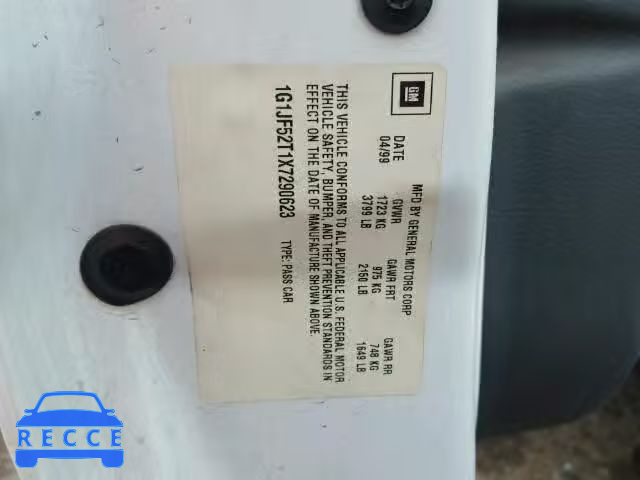 GM
MFD BY GENERAL MOTORS CORP
DATE GVWR GAWR FRT GAWR RR
04/99 1723 KG 975 KG 748 KG
3799 LB 2150 LB 1649 LB
THIS VEHICLE CONFORMS TO ALL APPLICABLE U.S. FEDERAL MOTOR
VEHICLE SAFETY, BUMPER, AND THEFT PREVENTION STANDARDS IN
EFFECT ON THE DATE OF MANUFACTURE SHOWN ABOVE.
1G1JF52T1X7290623 TYPE: PASS CAR
RECCE